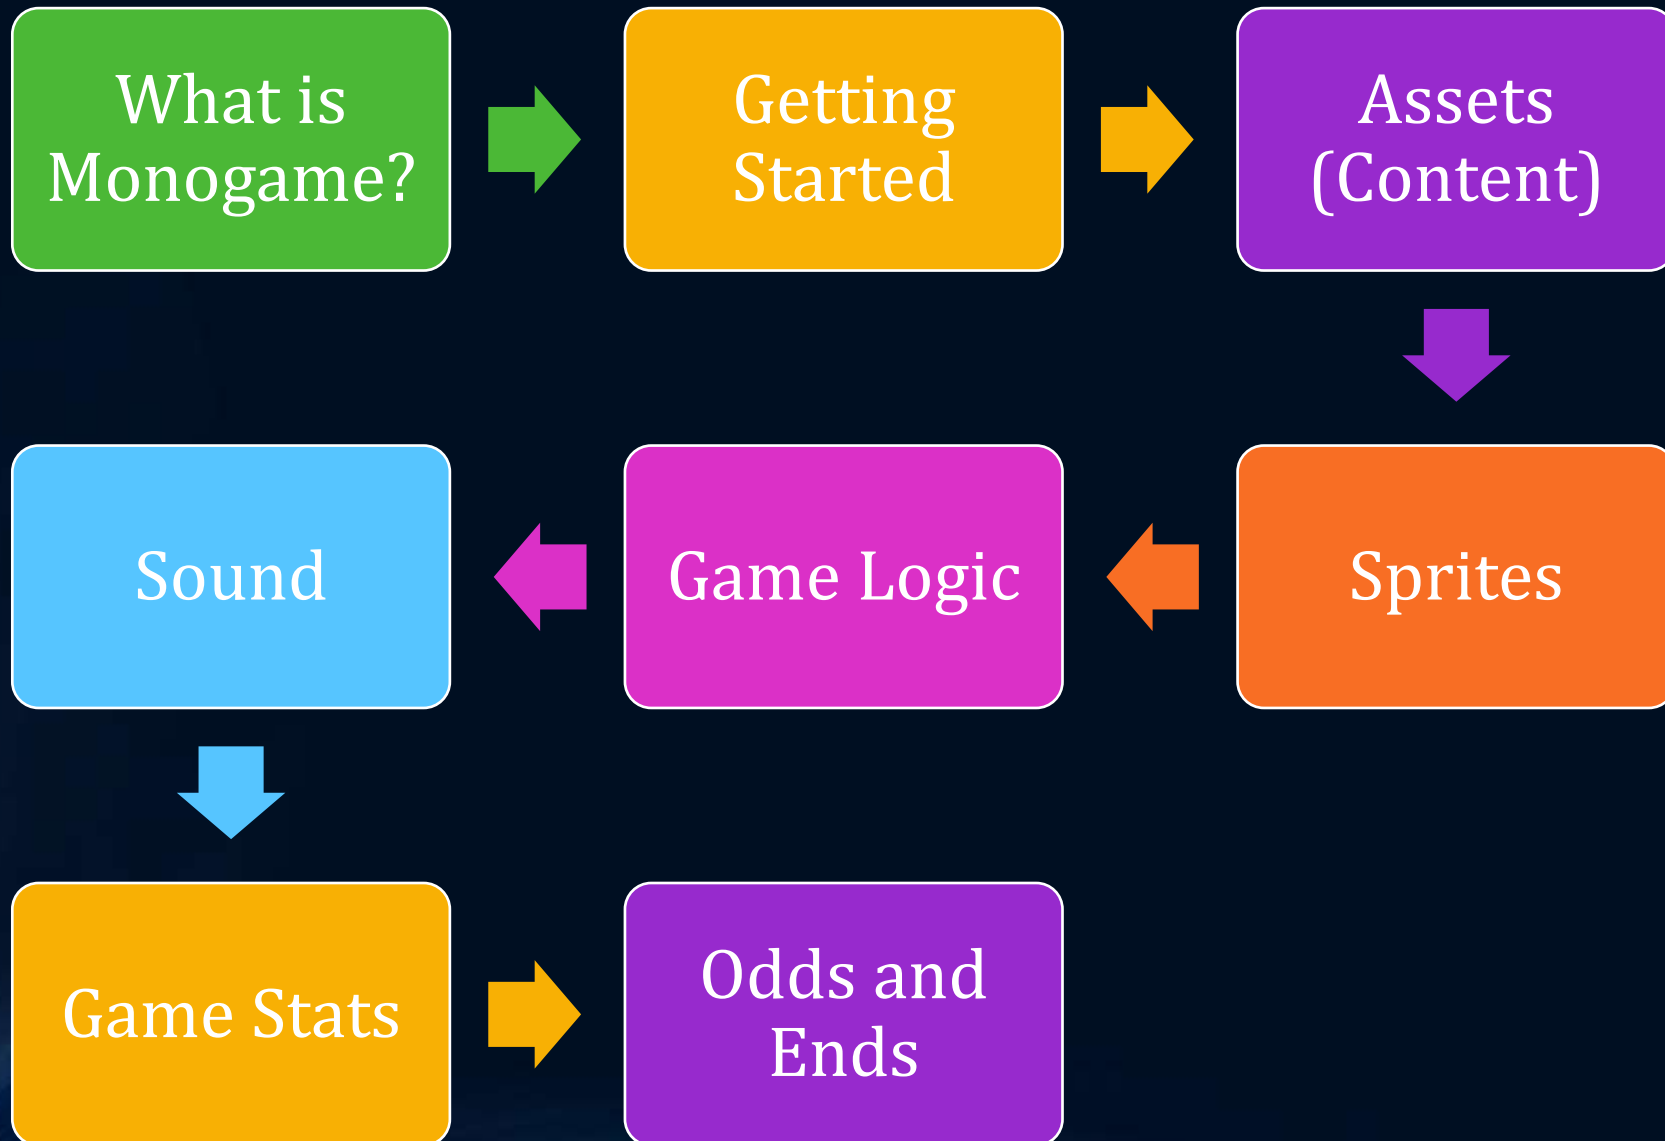 What is
Monogame?
Getting
Started
Assets
(Content)
Sprites
Game Logic
Sound
Game Stats
Odds and
Ends